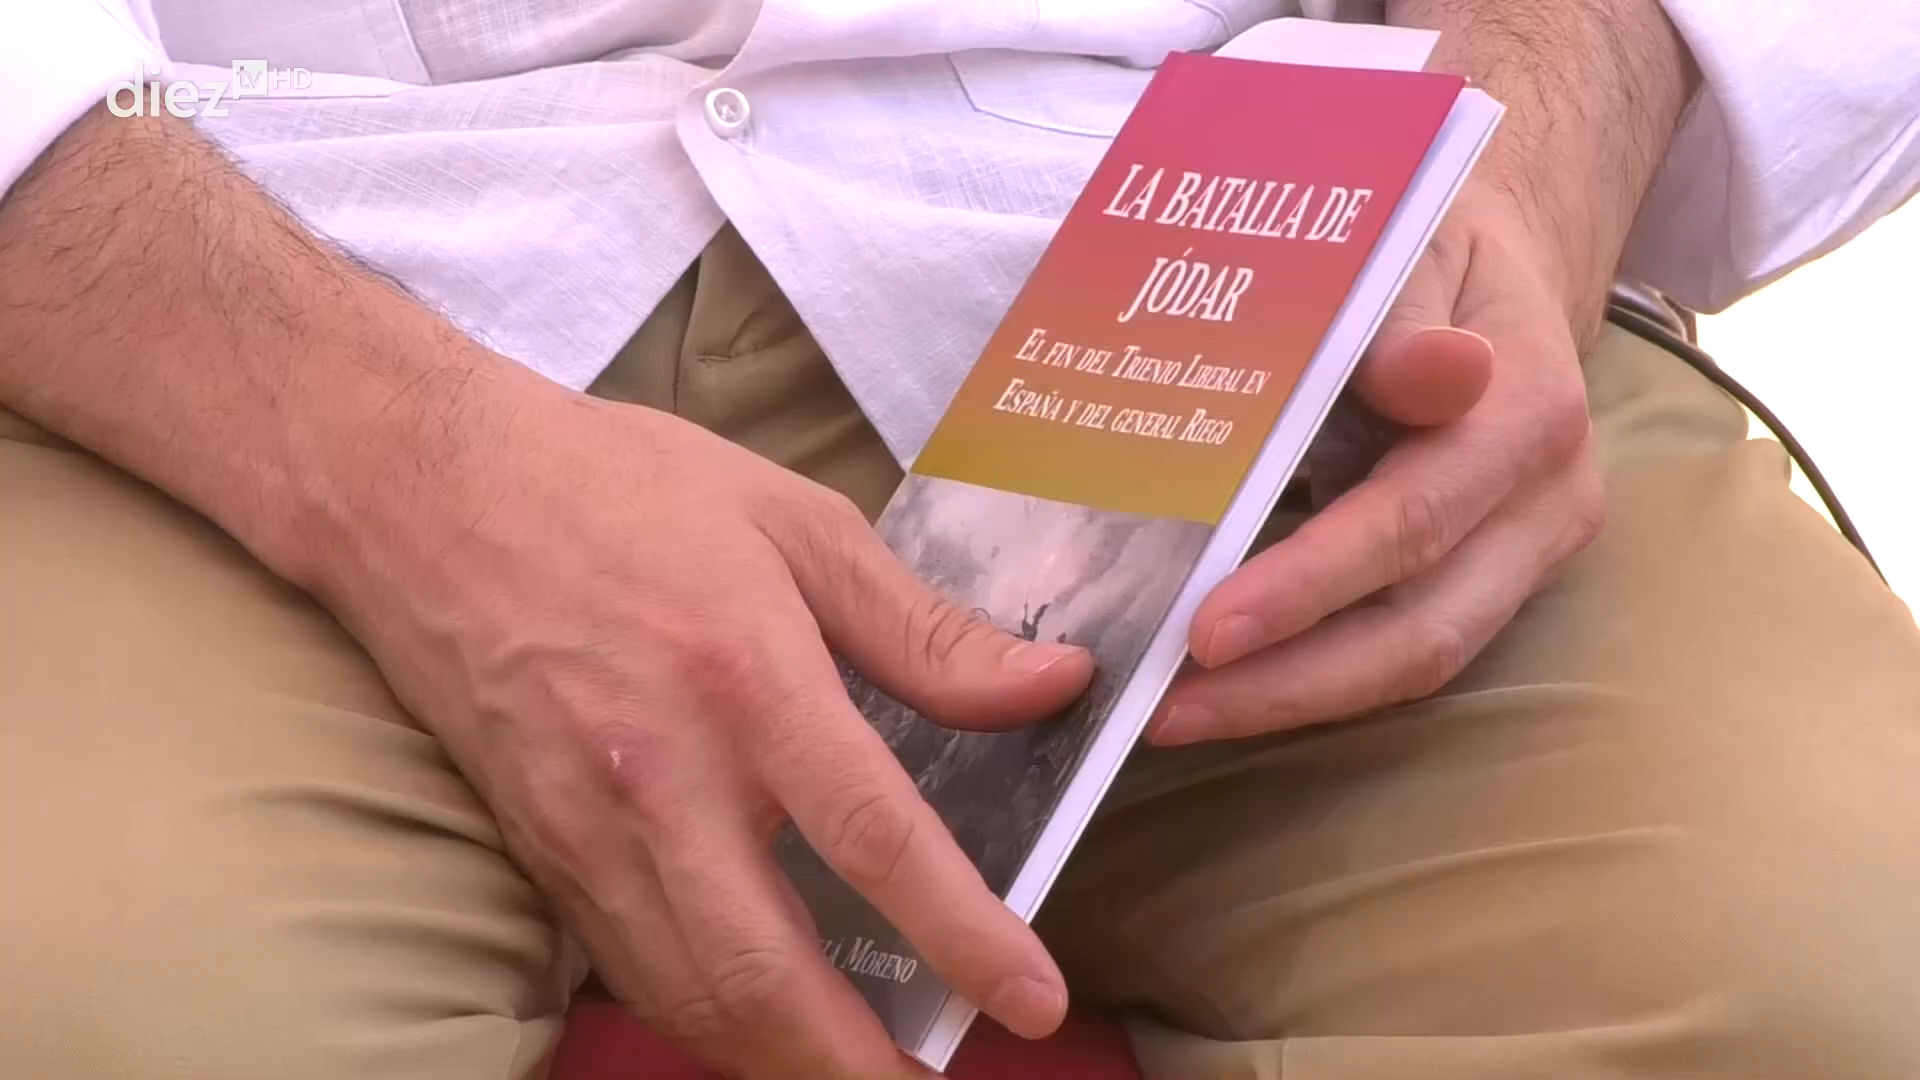 diez tv HD
LA BATALLA DE
JÓDAR
EL FIN DEL TRIENIO LIBERAL EN
ESPAÑA Y DEL GENERAL RIEGO
MORENO